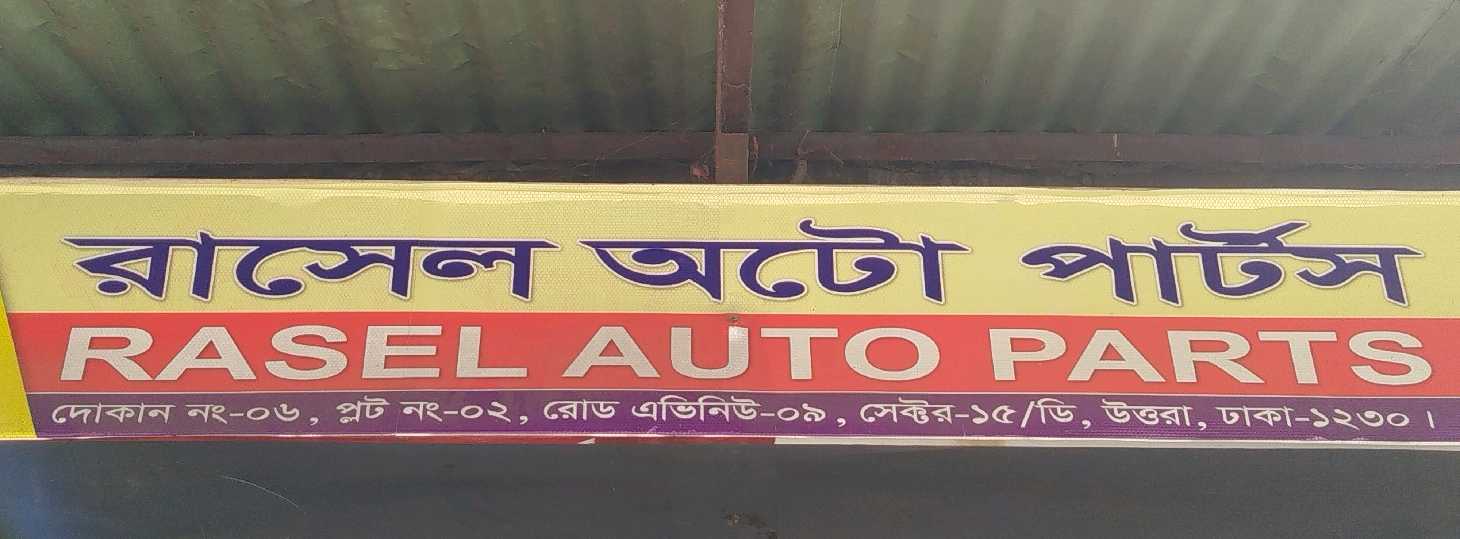 রাসেল অটো পার্টস
RASEL AUTO PARTS
দোকান নং-০৬, প্লট নং-০২, রোড এভিনিউ-০৯, সেক্টর-১৫/ডি, উত্তরা, ঢাকা-১২৩০।